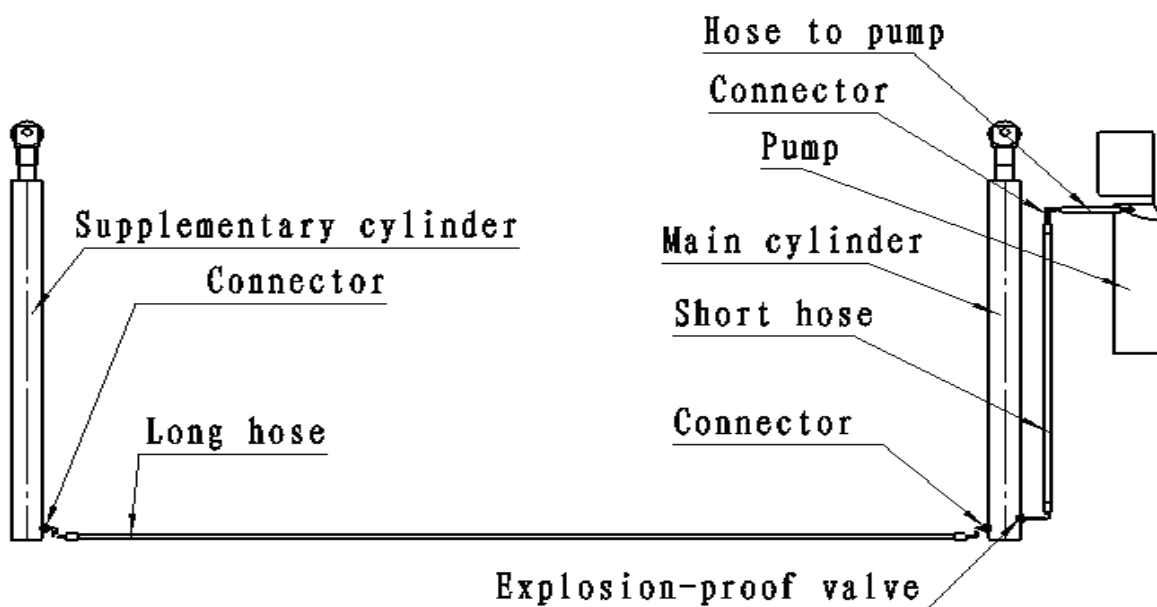 Hose to pump
Connector
Pump
Supplementary cylinder
Main cylinder
Connector
Short hose
Long hose
Connector
Explosion-proof valve